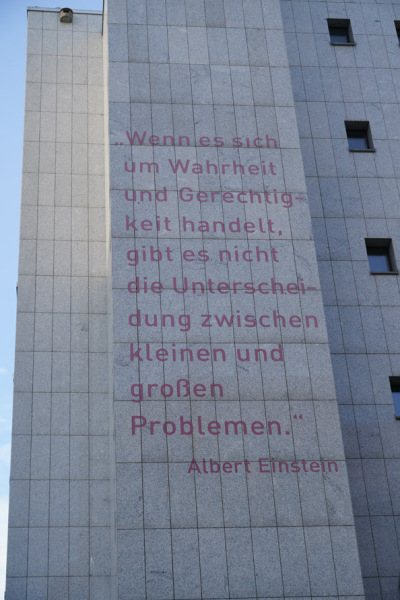 „Wenn es sich
um Wahrheit
und Gerechtig-
keit handelt,
gibt es nicht
die Unterschei-
dung zwischen
kleinen und
großen
Problemen.“
Albert Einstein